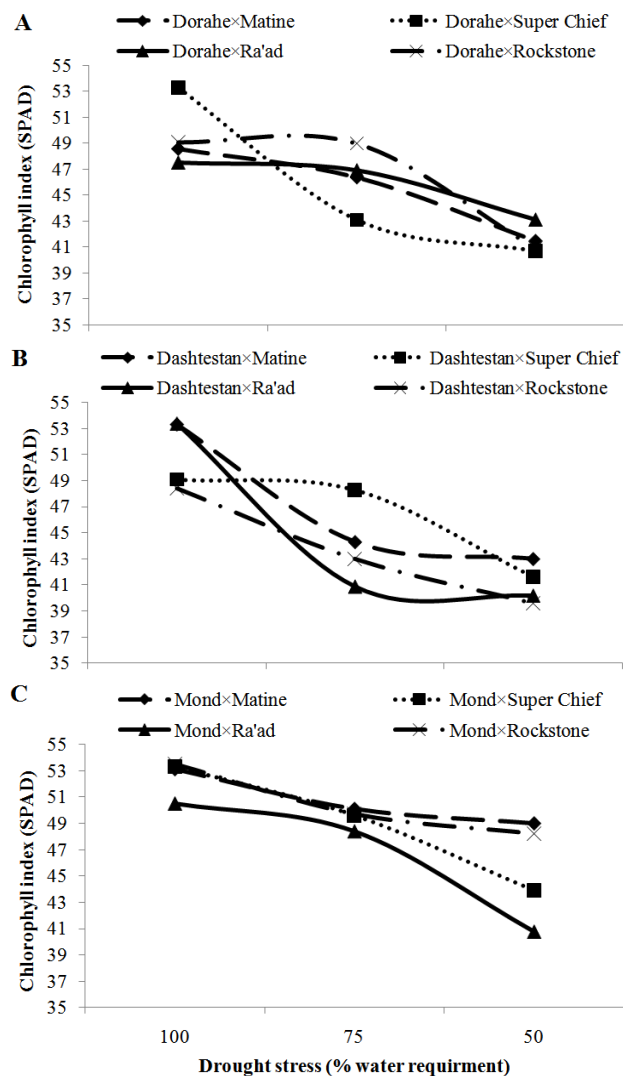 A
Dorahe×Matine Dorahe×Super Chief
Dorahe×Ra'ad Dorahe×Rockstone
Chlorophyll index (SPAD)
55
53
51
49
47
45
43
41
39
37
35
B
Dashtestan×Matine Dashtestan×Super Chief
Dashtestan×Ra'ad Dashtestan×Rockstone
Chlorophyll index (SPAD)
55
53
51
49
47
45
43
41
39
37
35
C
Mond×Matine Mond×Super Chief
Mond×Ra'ad Mond×Rockstone
Chlorophyll index (SPAD)
55
53
51
49
47
45
43
41
39
37
35
100 75 50
Drought stress (% water requirment)